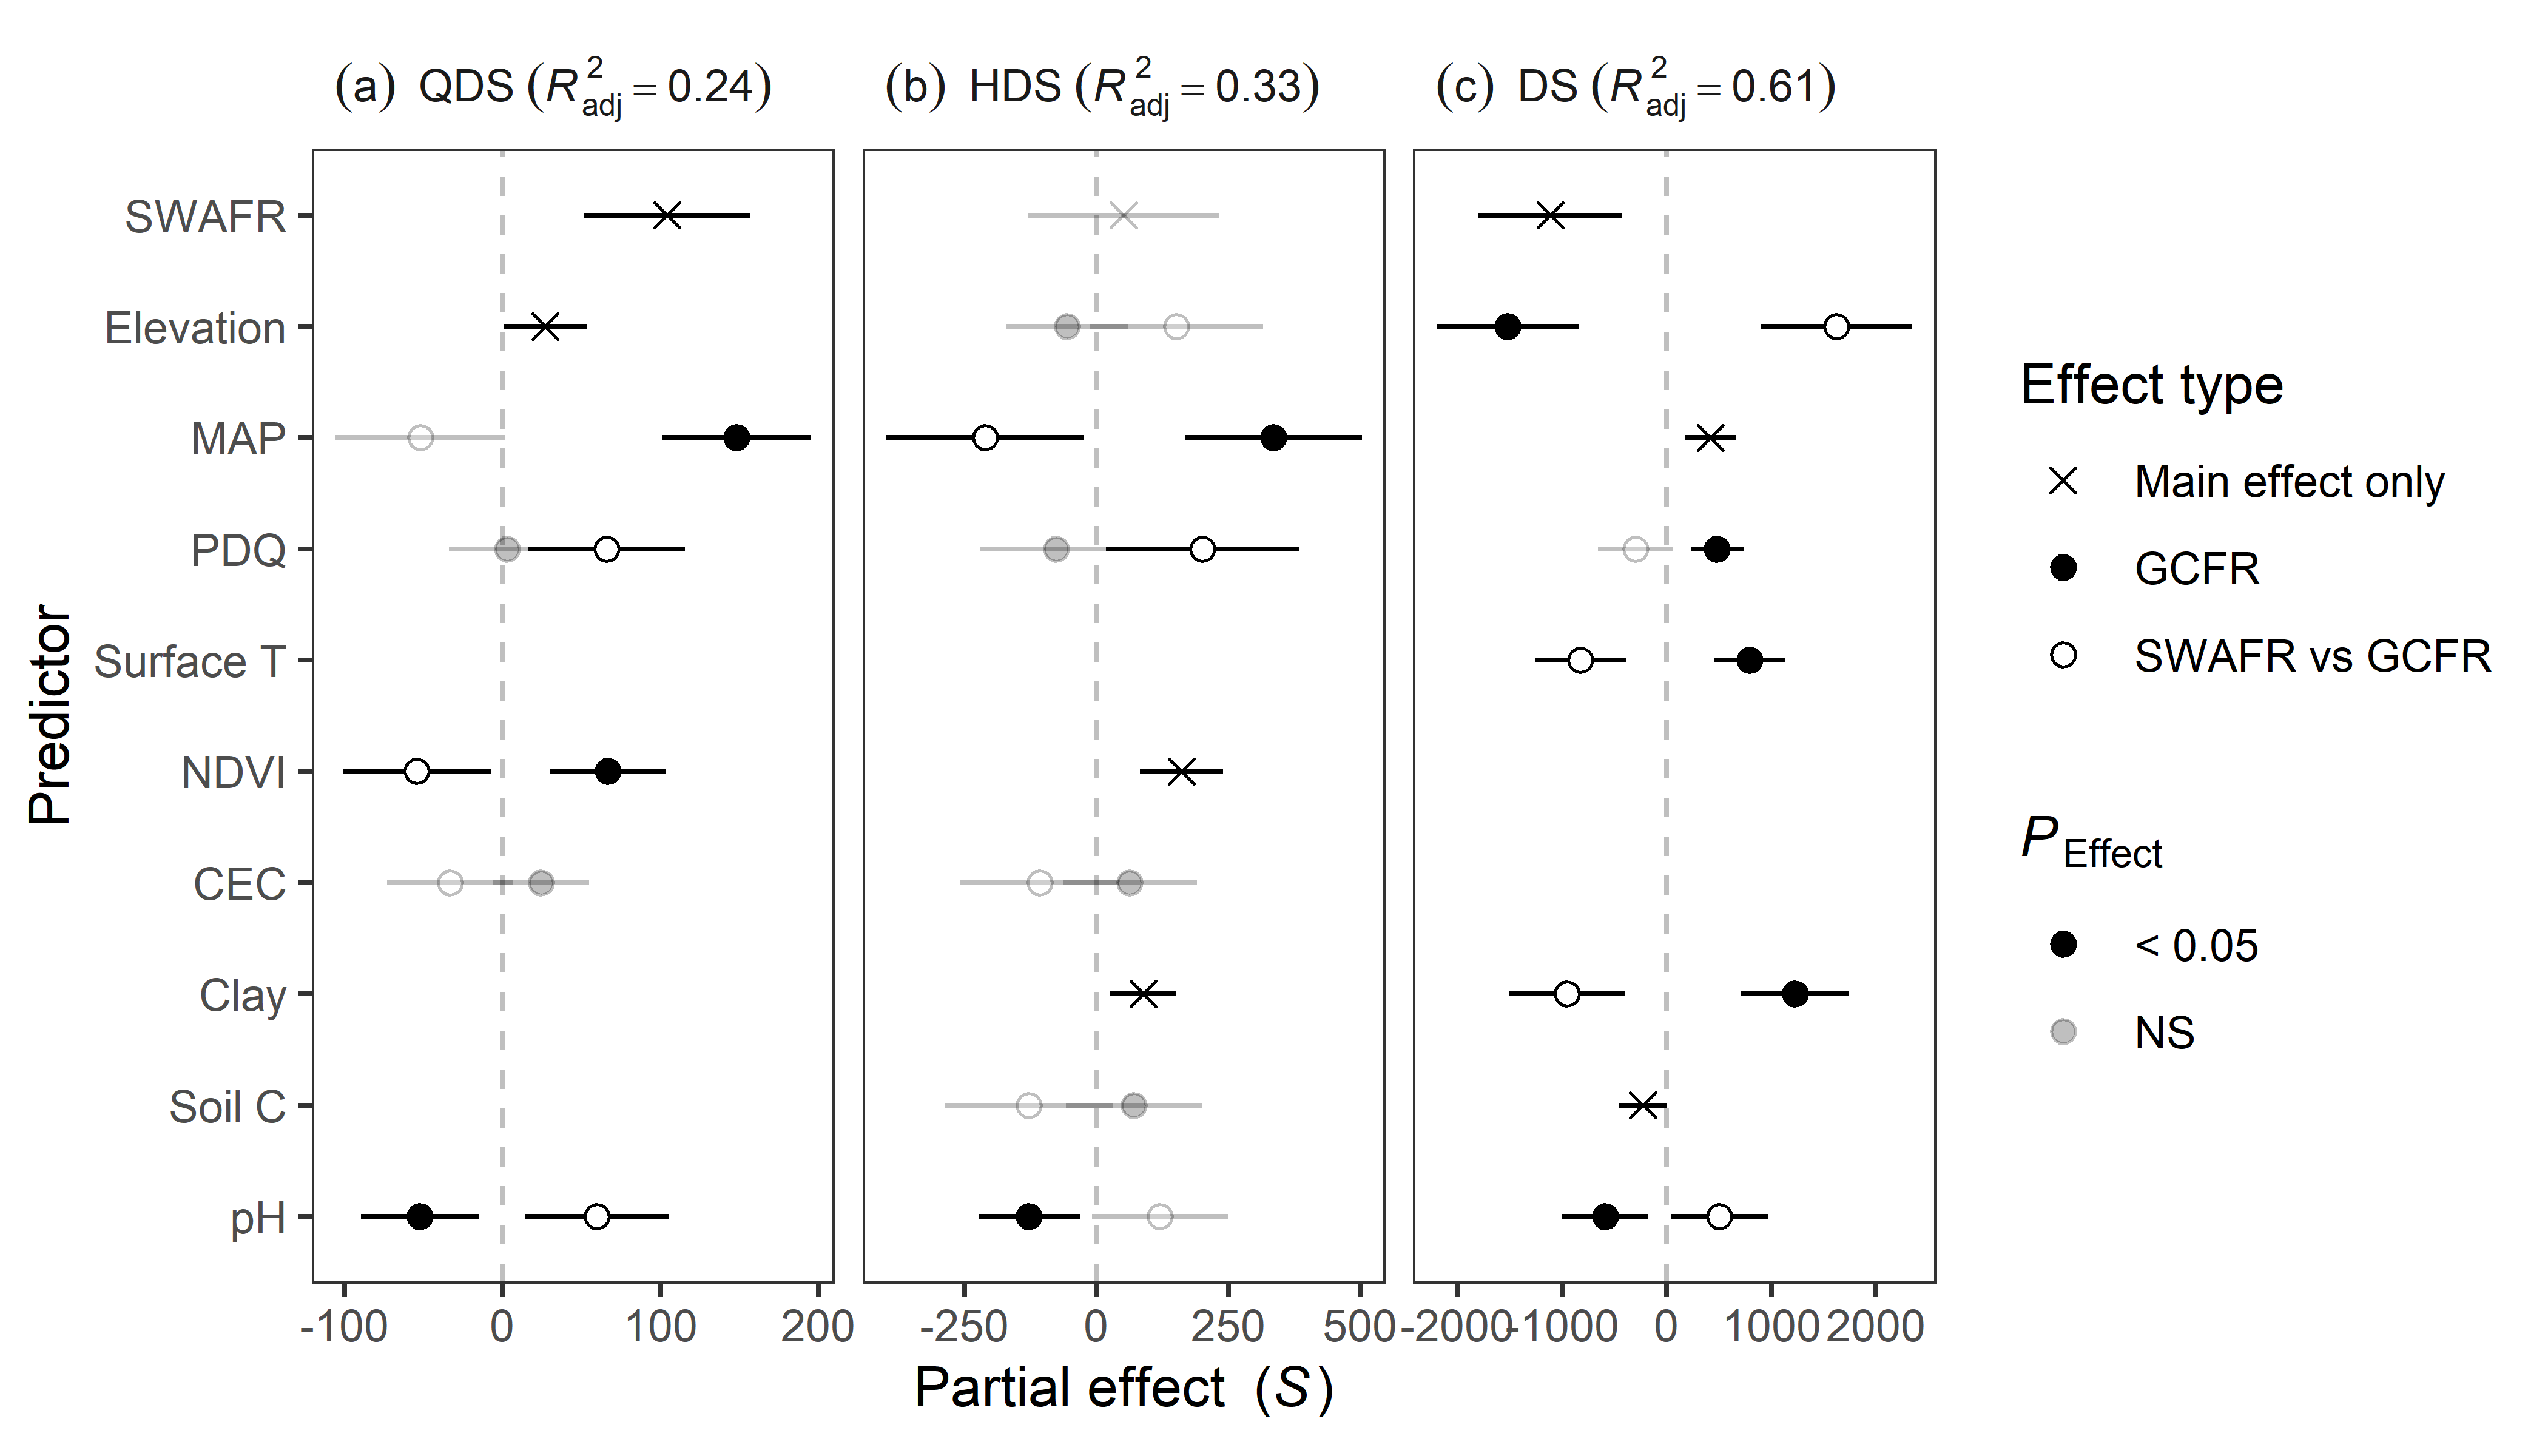 (a) QDS (R²adj = 0.24)
(b) HDS (R²adj = 0.33)
(c) DS (R²adj = 0.61)
Predictor
SWAFR
Elevation
MAP
PDQ
Surface T
NDVI
CEC
Clay
Soil C
pH
-100 0 100 200
-250 0 250 500
-2000 -1000 0 1000 2000
Partial effect (S)
Effect type
Main effect only
GCFR
SWAFR vs GCFR
P Effect
< 0.05
NS